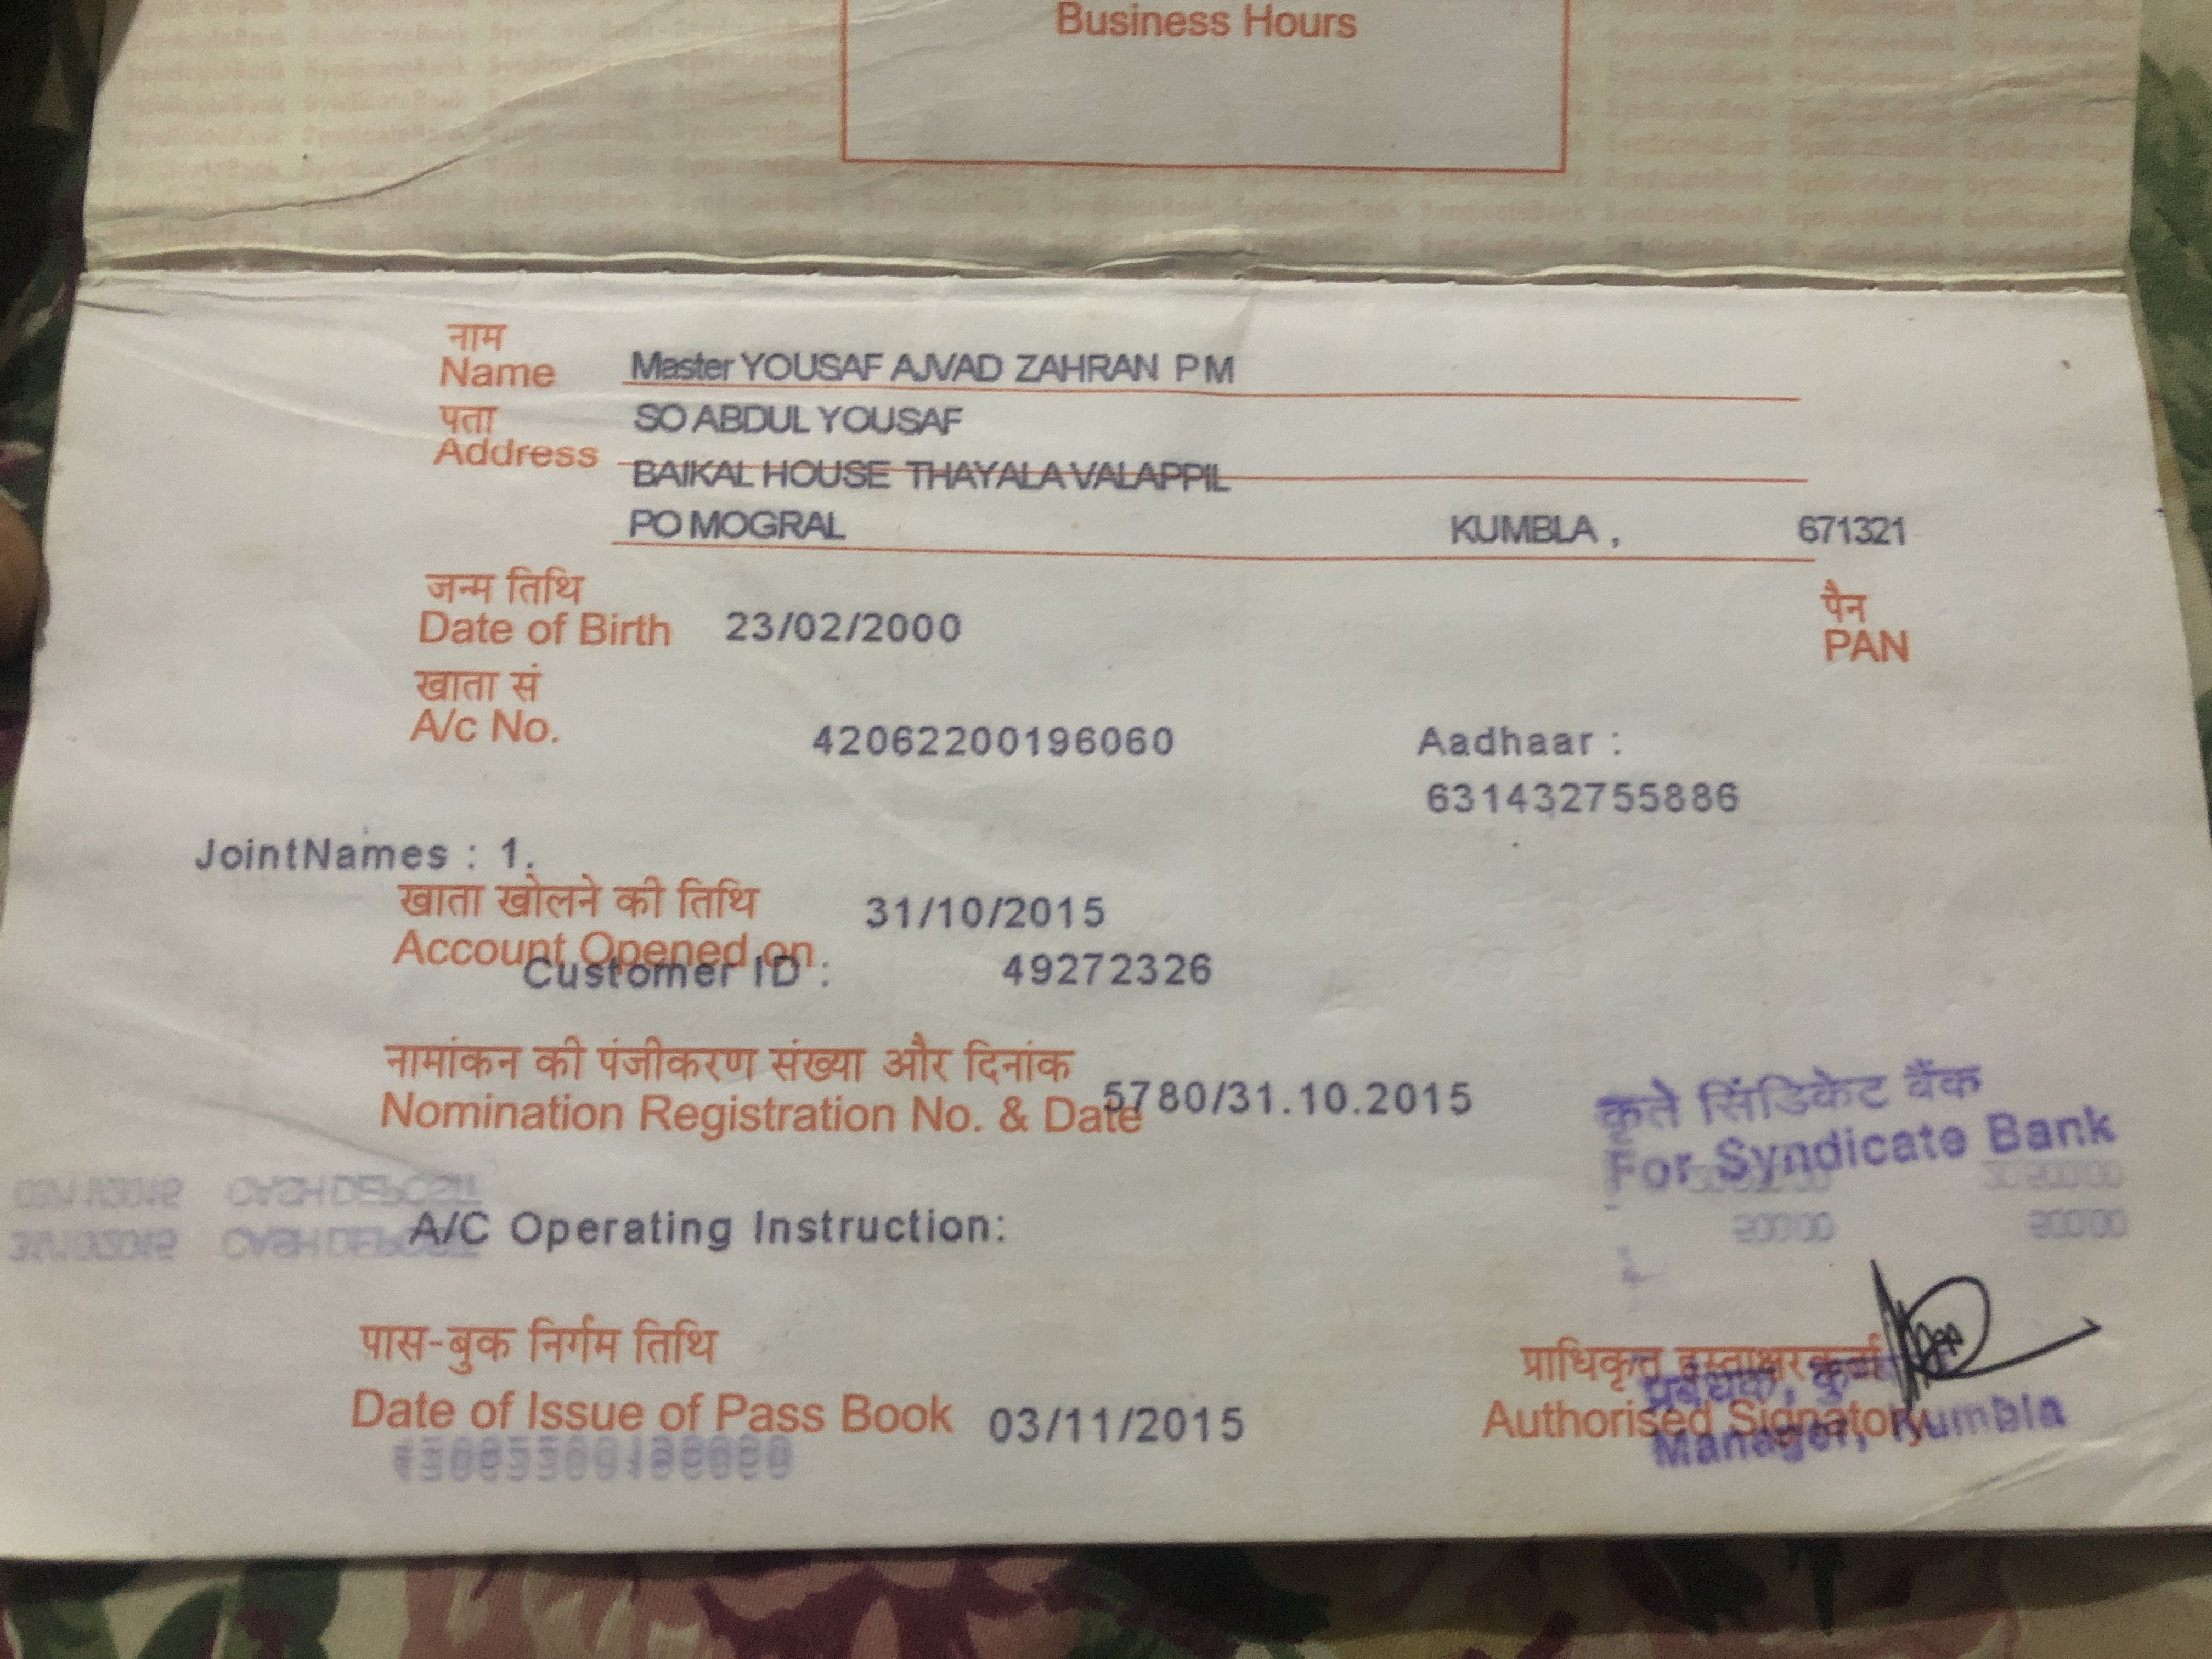 Business Hours
नाम
Name Master YOUSAF AJVAD ZAHRAN P M
पता SO ABDUL YOUSAF
Address BAIKAL HOUSE THAYALA VALAPPIL
PO MOGRAL KUMBLA , 671321
जन्म तिथि पैन
Date of Birth 23/02/2000 PAN
खाता सं
A/c No. 42062200196060 Aadhaar :
631432755886
JointNames : 1.
खाता खोलने की तिथि 31/10/2015
Account Opened on
Customer ID : 49272326
नामांकन की पंजीकरण संख्या और दिनांक
Nomination Registration No. & Date 5780/31.10.2015
कृते सिंडिकेट बैंक
For Syndicate Bank
A/C Operating Instruction:
पास-बुक निर्गम तिथि प्राधिकृत हस्ताक्षरकर्ता
Date of Issue of Pass Book 03/11/2015 Authorised Signatory
Manager, Kumbla